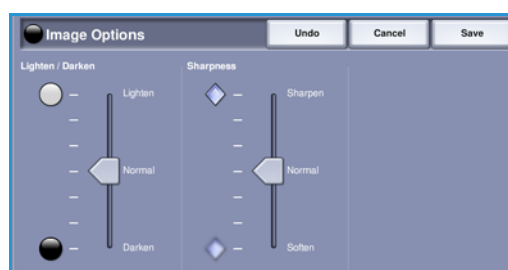 Image Options
Undo
Cancel
Save
Lighten / Darken
Sharpness
Lighten
Sharpen
Normal
Normal
Darken
Soften